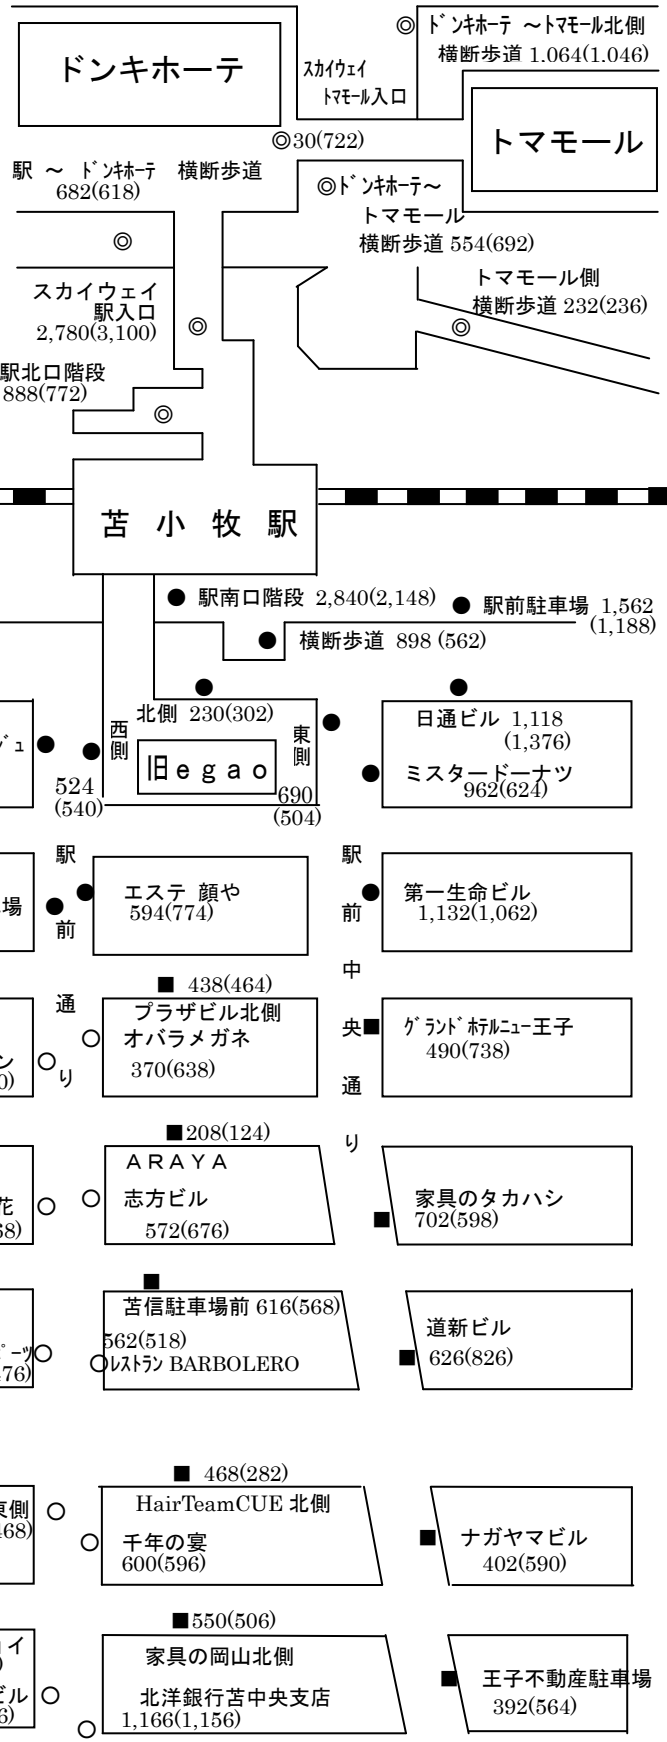 ◎ドンキホーテ ～トマモール北側
横断歩道 1.064(1.046)
ドンキホーテ
スカイウェイ
トマモール入口
トマモール
◎30(722)
駅 ～ ドンキホーテ 横断歩道
682(618)
◎ドンキホーテ～
トマモール
横断歩道 554(692)
◎
トマモール側
横断歩道 232(236)
◎
スカイウェイ
駅入口
2,780(3,100)
◎
駅北口階段
888(772)
◎
苫 小 牧 駅
● 駅南口階段 2,840(2,148)
● 駅前駐車場 1,562
(1,188)
● 横断歩道 898 (562)
北側 230(302)
西側
東側
旧ｅｇａｏ
524
(540)
690
(504)
日通ビル 1,118
(1,376)
ミスタードーナツ
962(624)
駅前通り
駅前中央通り
場
エステ 顔や
594(774)
第一生命ビル
1,132(1,062)
■ 438(464)
プラザビル北側
オバラメガネ
370(638)
グランドホテルニュー王子
490(738)
ン
0)
■208(124)
ＡＲＡＹＡ
志方ビル
572(676)
家具のタカハシ
702(598)
花
68)
苫信駐車場前 616(568)
562(518)
レストラン BARBOLERO
道新ビル
626(826)
ーツ
476)
■ 468(282)
HairTeamCUE 北側
千年の宴
600(596)
ナガヤマビル
402(590)
東側
468)
■550(506)
家具の岡山北側
北洋銀行苫中央支店
1,166(1,156)
王子不動産駐車場
392(564)
イ
)
ビル
6)